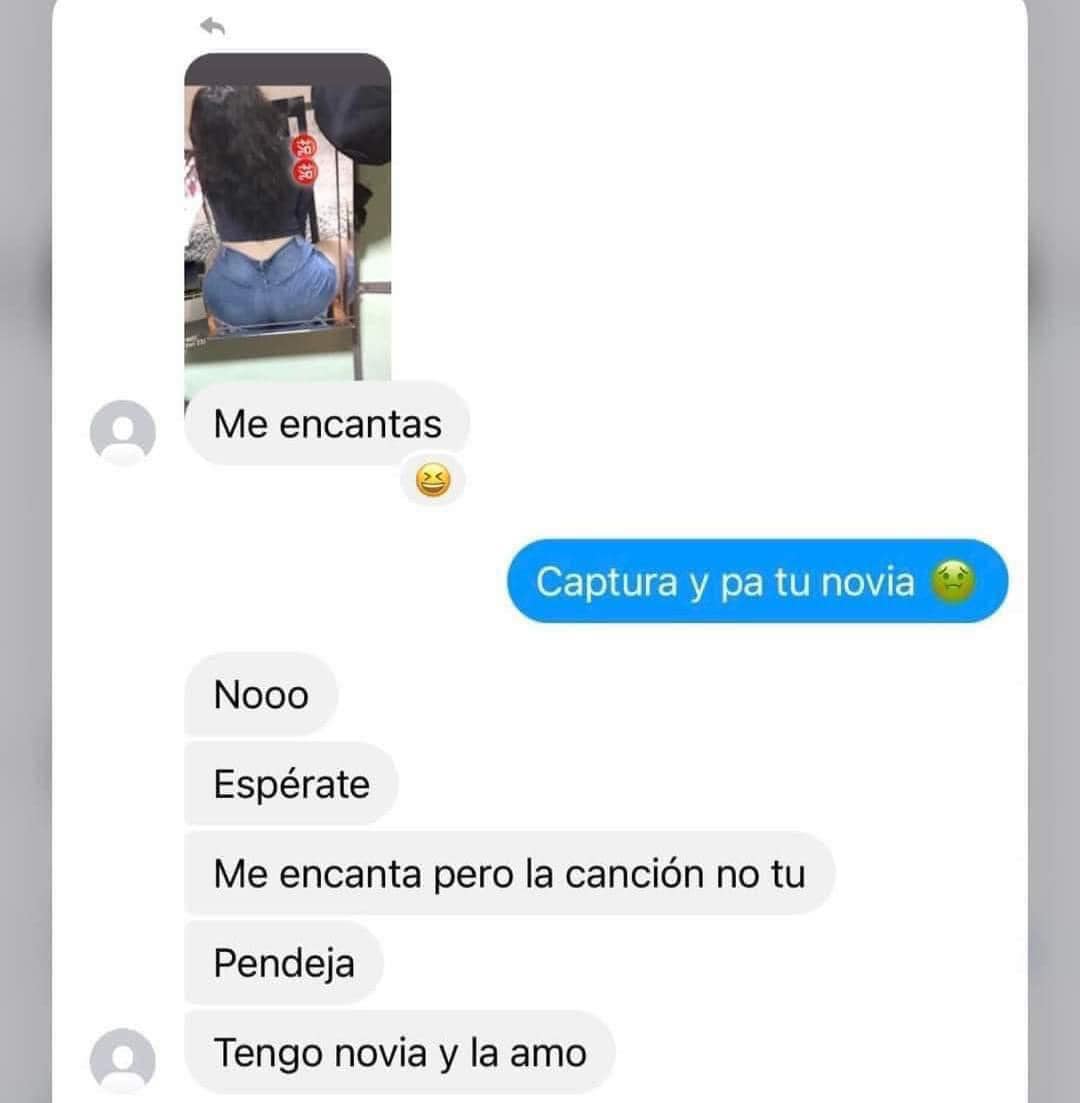 Me encantas
Captura y pa tu novia 🤢
Nooo
Espérate
Me encanta pero la canción no tu
Pendeja
Tengo novia y la amo